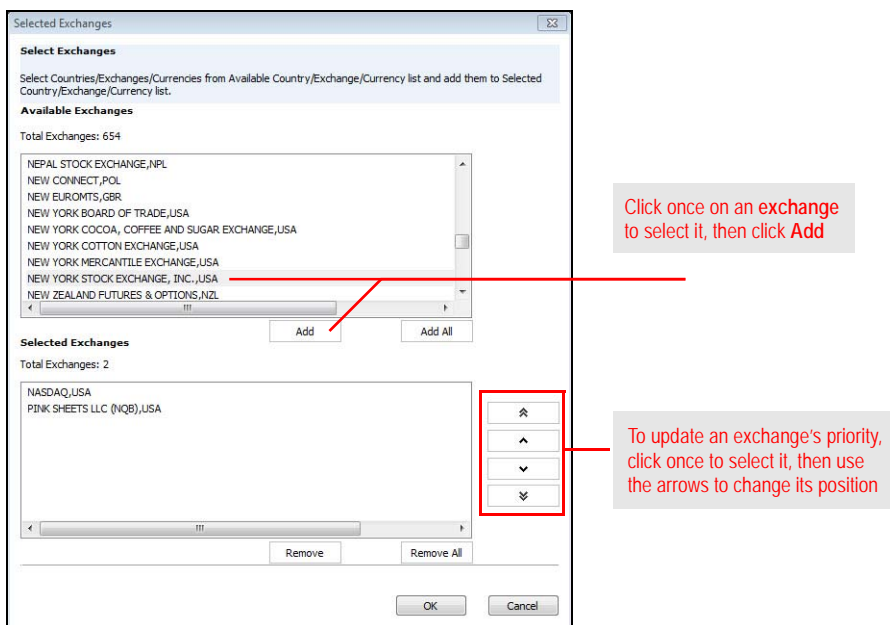 Selected Exchanges
Select Exchanges
Select Countries/Exchanges/Currencies from Available Country/Exchange/Currency list and add them to Selected
Country/Exchange/Currency list.
Available Exchanges
Total Exchanges: 654
NEPAL STOCK EXCHANGE,NPL
NEW CONNECT,POL
NEW EUROMTS,GBR
NEW YORK BOARD OF TRADE,USA
NEW YORK COCOA, COFFEE AND SUGAR EXCHANGE,USA
NEW YORK COTTON EXCHANGE,USA
NEW YORK MERCANTILE EXCHANGE,USA
NEW YORK STOCK EXCHANGE, INC.,USA
NEW ZEALAND FUTURES & OPTIONS,NZL
Click once on an exchange
to select it, then click Add
Add
Add All
Selected Exchanges
Total Exchanges: 2
NASDAQ,USA
PINK SHEETS LLC (NQB),USA
To update an exchange's priority,
click once to select it, then use
the arrows to change its position
Remove
Remove All
OK
Cancel